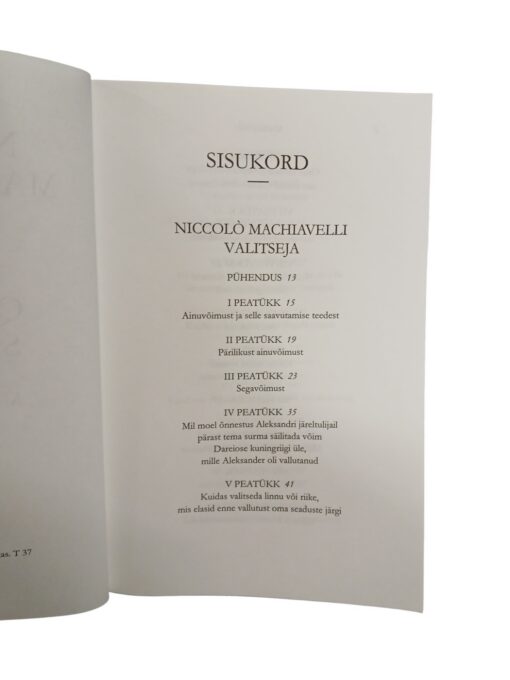 SISUKORD
NICCOLÒ MACHIAVELLI
VALITSEJA
PÜHENDUS 13
I PEATÜKK 15
Ainuvõimust ja selle saavutamise teedest
II PEATÜKK 19
Pärilikust ainuvõimust
III PEATÜKK 23
Segavõimust
IV PEATÜKK 35
Mil moel õnnestus Aleksandri järeltulijail
pärast tema surma säilitada võim
Dareiose kuningriigi üle,
mille Aleksander oli vallutanud
V PEATÜKK 41
Kuidas valitseda linnu või riike,
mis elasid enne vallutust oma seaduste järgi
as. T 37